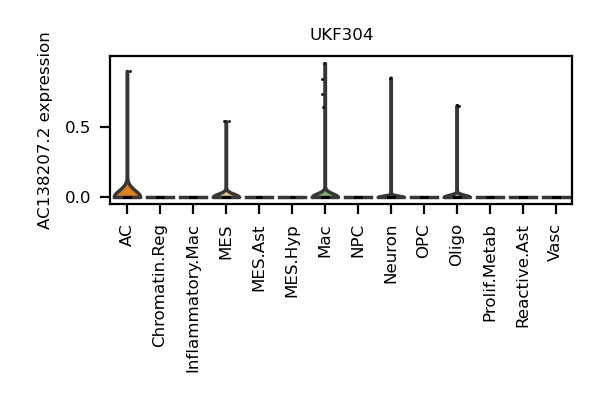 UKF304
AC138207.2 expression
0.5
0.0
AC
Chromatin.Reg
Inflammatory.Mac
MES
MES.Ast
MES.Hyp
Mac
NPC
Neuron
OPC
Oligo
Prolif.Metab
Reactive.Ast
Vasc